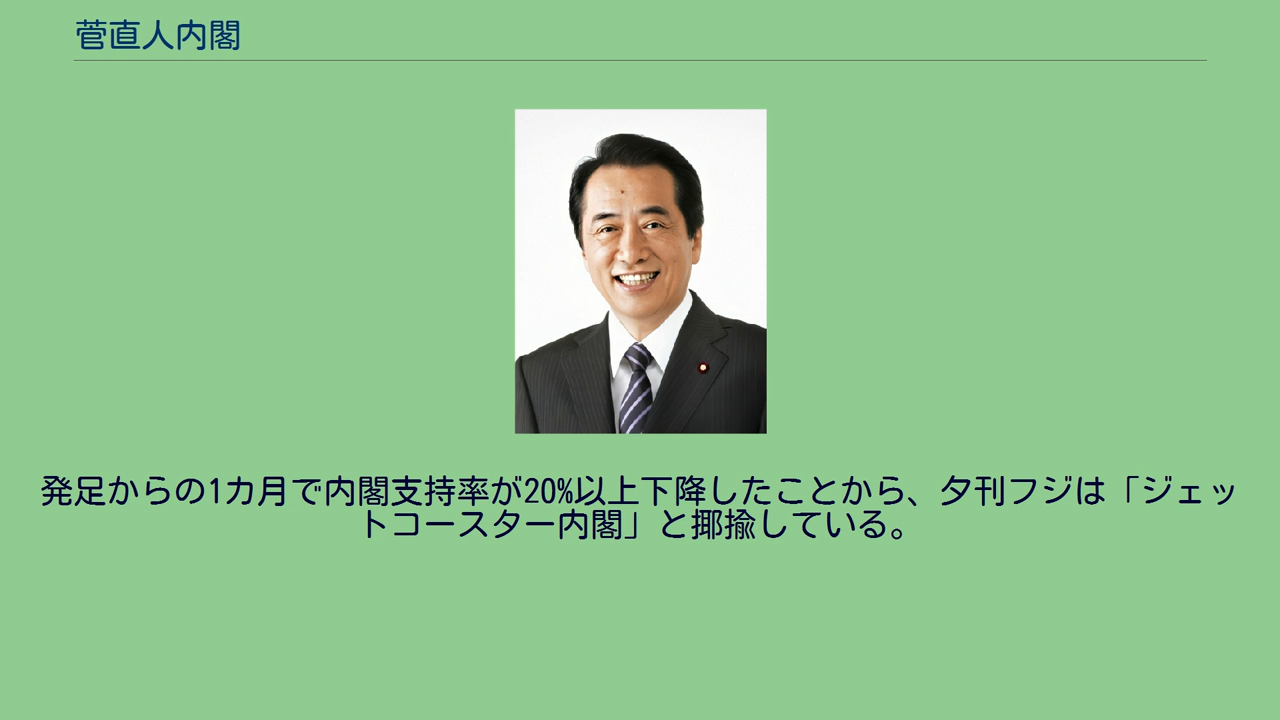 菅直人内閣
発足からの1カ月で内閣支持率が20%以上下降したことから、夕刊フジは「ジェッ
トコースター内閣」と揶揄している。